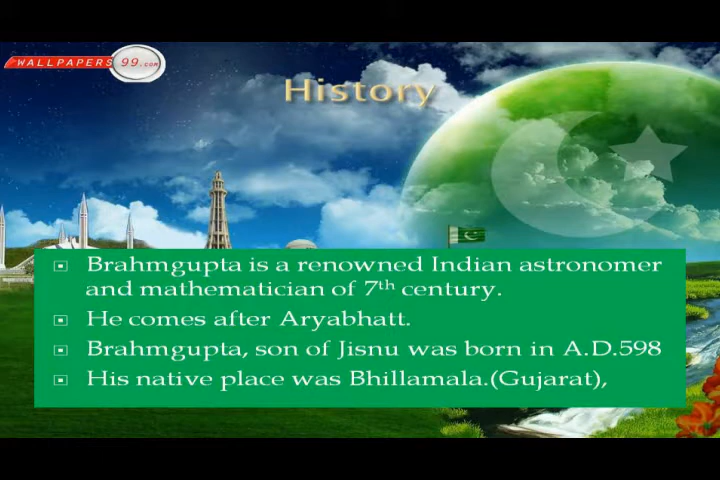 WALLPAPERS 99.COM
History
Brahmgupta is a renowned Indian astronomer
and mathematician of 7th century.
He comes after Aryabhatt.
Brahmgupta, son of Jisnu was born in A.D.598
His native place was Bhillamala.(Gujarat),